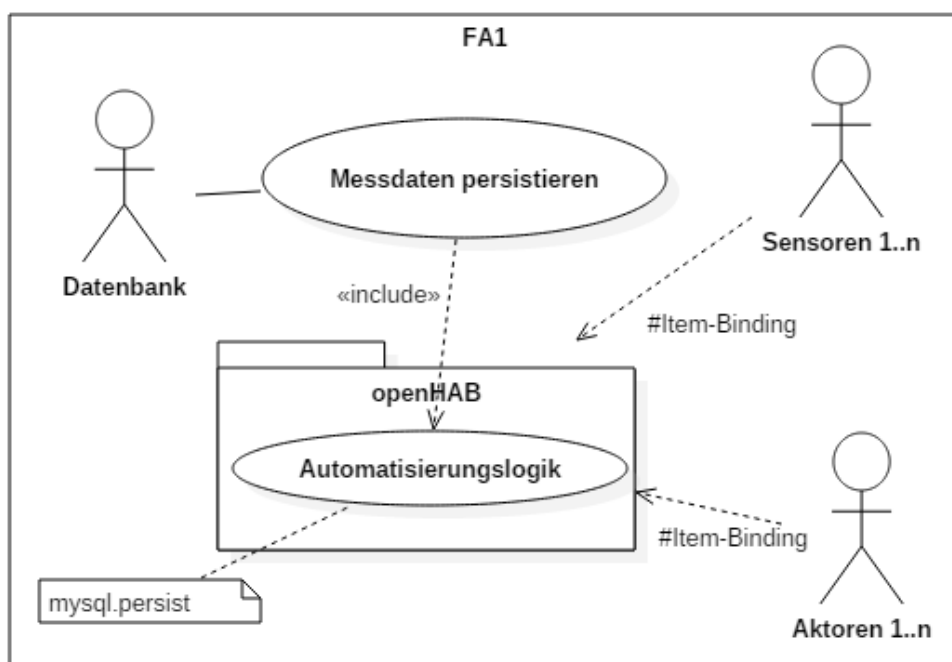 FA1
Messdaten persistieren
Datenbank
Sensoren 1..n
«include»
#Item-Binding
openHAB
Automatisierungslogik
#Item-Binding
mysql.persist
Aktoren 1..n